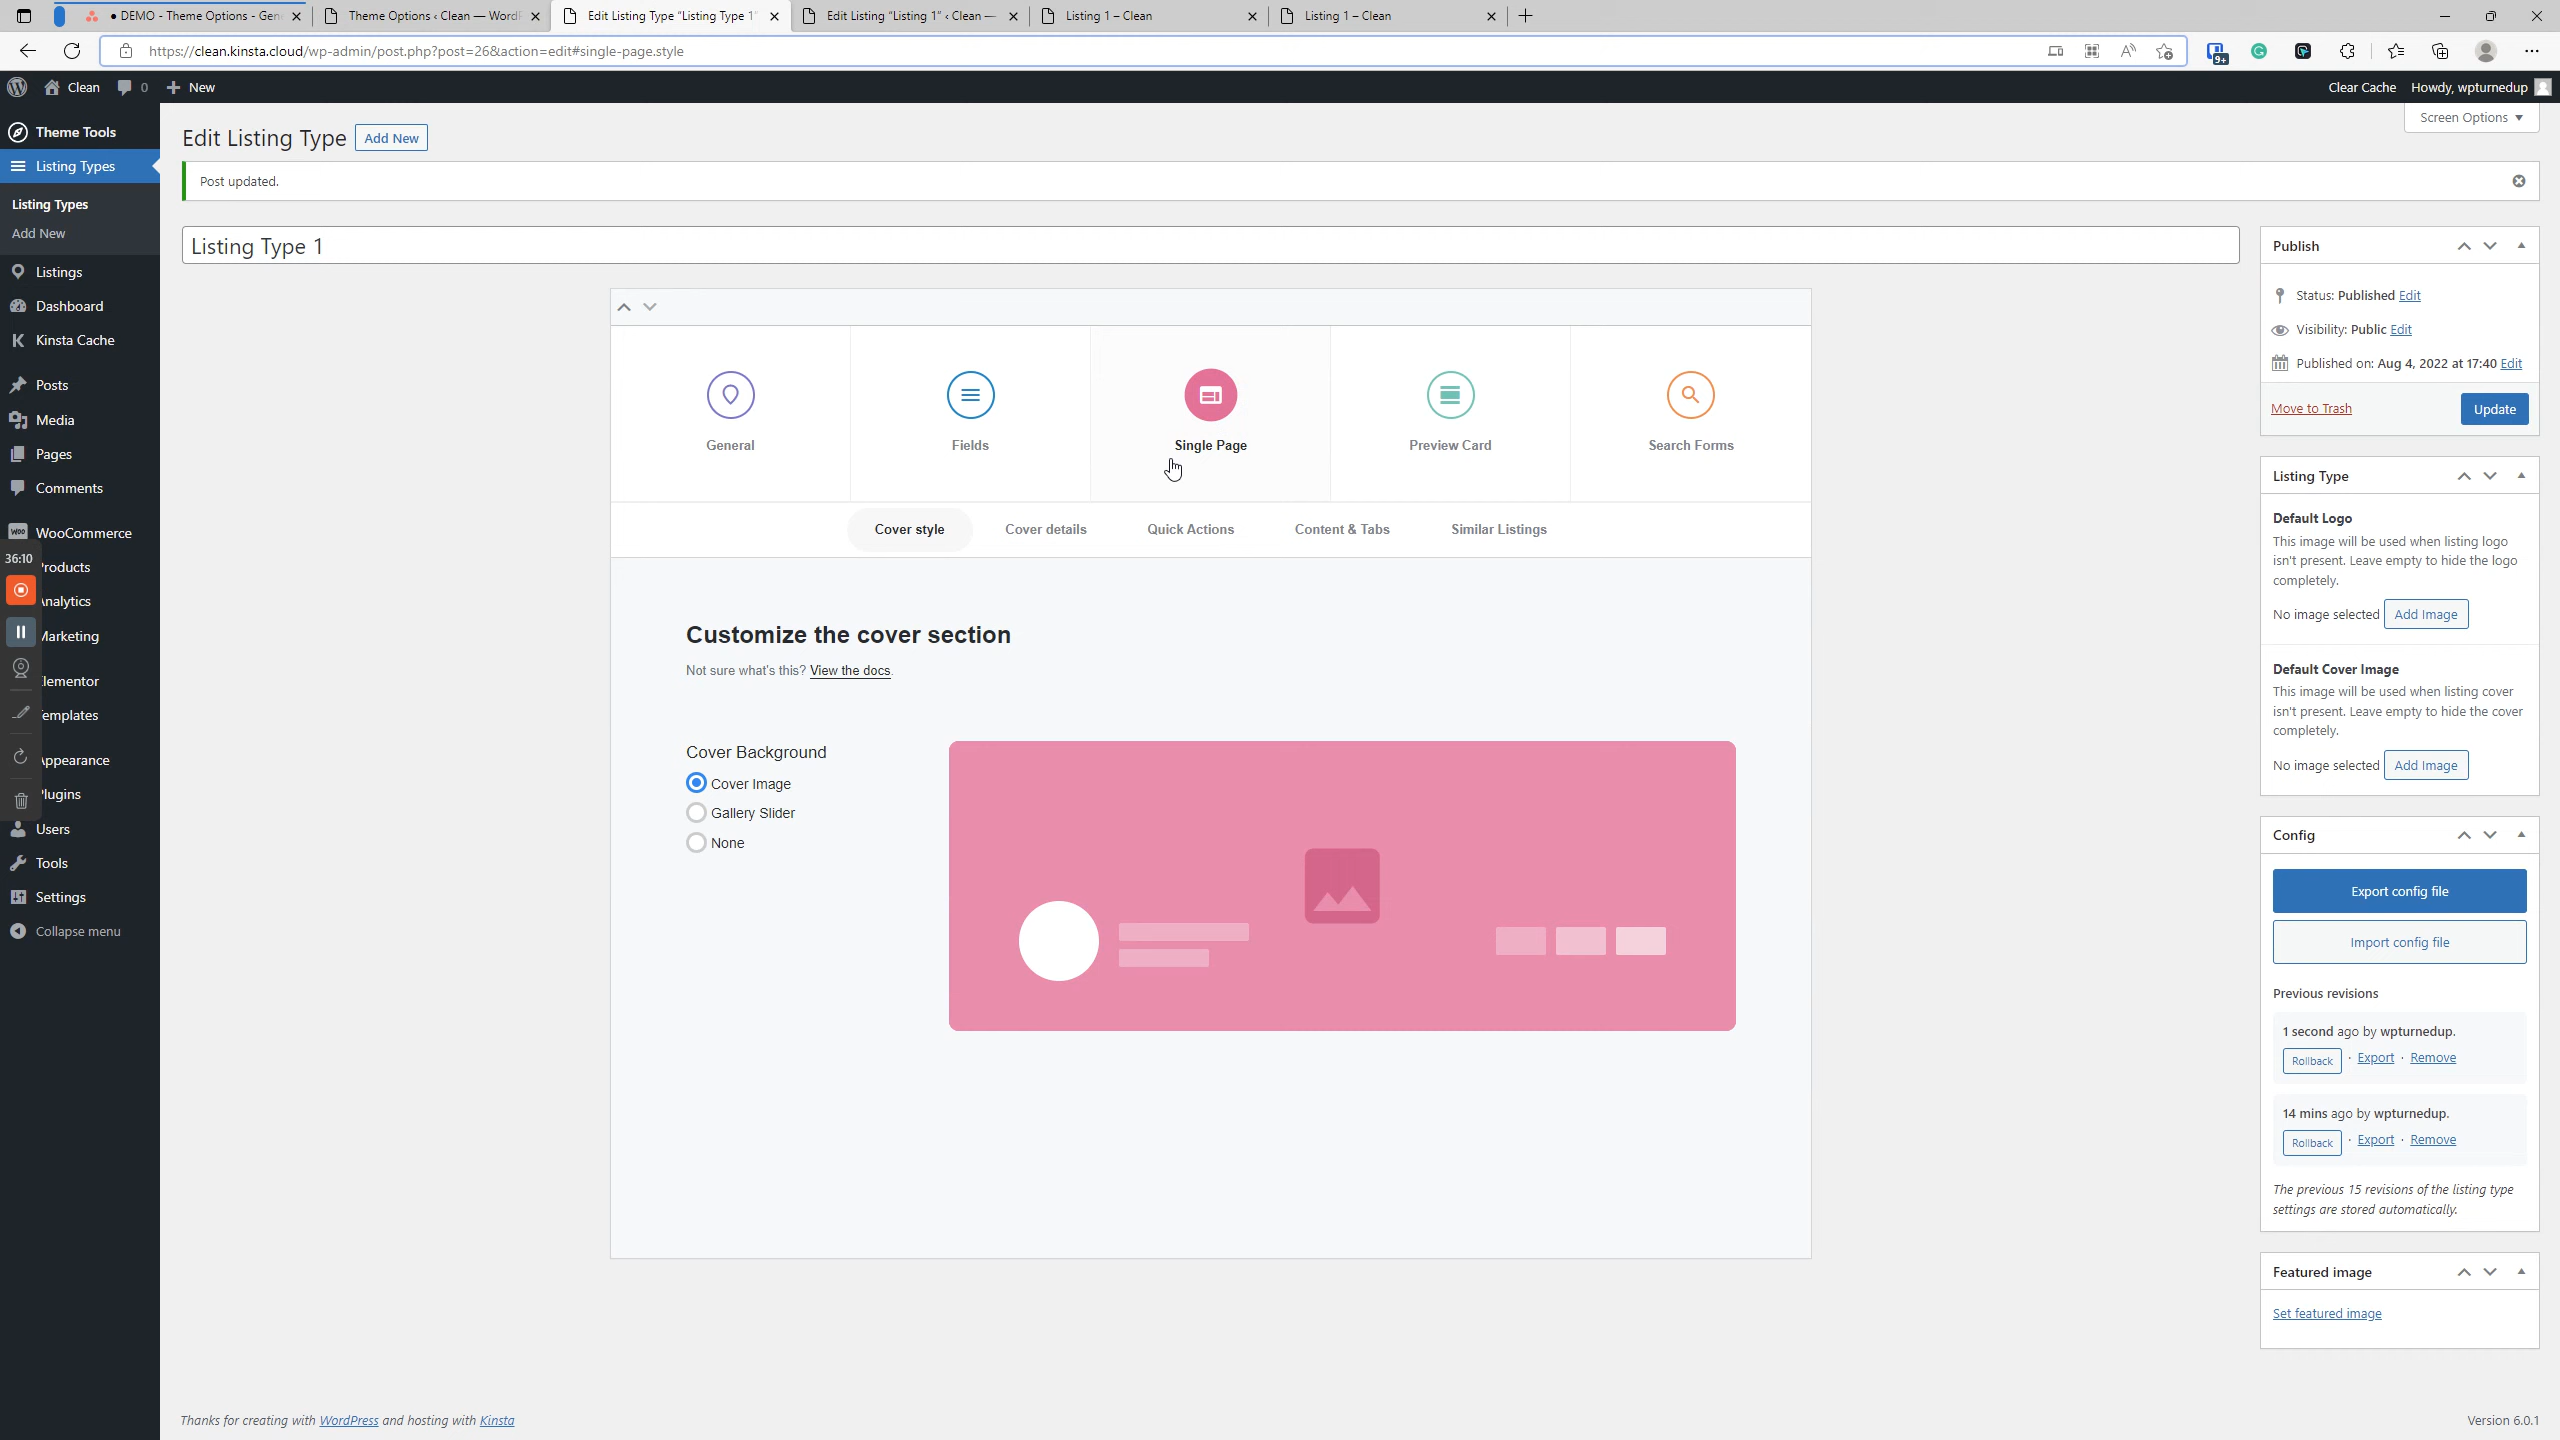 DEMO - Theme Options - Gen
Theme Options ‹ Clean — WordP
Edit Listing Type "Listing Type 1"
Edit Listing "Listing 1" ‹ Clean —
Listing 1 – Clean
Listing 1 – Clean
https://clean.kinsta.cloud/wp-admin/post.php?post=26&action=edit#single-page.style
9+
Clean
0
New
Clear Cache
Howdy, wpturnedup
Theme Tools
Listing Types
Listing Types
Add New
Listings
Dashboard
Kinsta Cache
Posts
Media
Pages
Comments
WooCommerce
36:10
roducts
nalytics
Marketing
lementor
emplates
ppearance
lugins
Users
Tools
Settings
Collapse menu
Edit Listing Type
Add New
Screen Options
Post updated.
Listing Type 1
General
Fields
Single Page
Preview Card
Search Forms
Cover style
Cover details
Quick Actions
Content & Tabs
Similar Listings
Customize the cover section
Not sure what's this? View the docs.
Cover Background
Cover Image
Gallery Slider
None
Publish
Status: Published Edit
Visibility: Public Edit
Published on: Aug 4, 2022 at 17:40 Edit
Move to Trash
Update
Listing Type
Default Logo
This image will be used when listing logo
isn't present. Leave empty to hide the logo
completely.
No image selected Add Image
Default Cover Image
This image will be used when listing cover
isn't present. Leave empty to hide the cover
completely.
No image selected Add Image
Config
Export config file
Import config file
Previous revisions
1 second ago by wpturnedup.
Rollback · Export · Remove
14 mins ago by wpturnedup.
Rollback · Export · Remove
The previous 15 revisions of the listing type
settings are stored automatically.
Featured image
Set featured image
Thanks for creating with WordPress and hosting with Kinsta
Version 6.0.1